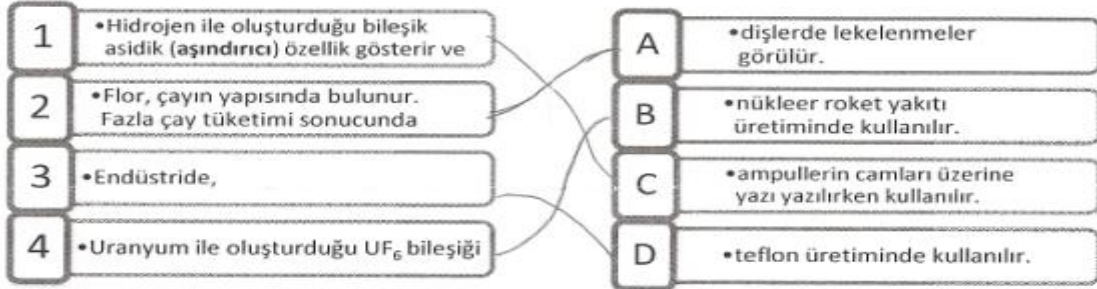 1
•Hidrojen ile oluşturduğu bileşik
asidik (aşındırıcı) özellik gösterir ve
2
•Flor, çayın yapısında bulunur.
Fazla çay tüketimi sonucunda
3
•Endüstride,
4
•Uranyum ile oluşturduğu UF₆ bileşiği
A
•dişlerde lekelenmeler
görülür.
B
•nükleer roket yakıtı
üretiminde kullanılır.
C
•ampullerin camları üzerine
yazı yazılırken kullanılır.
D
•teflon üretiminde kullanılır.